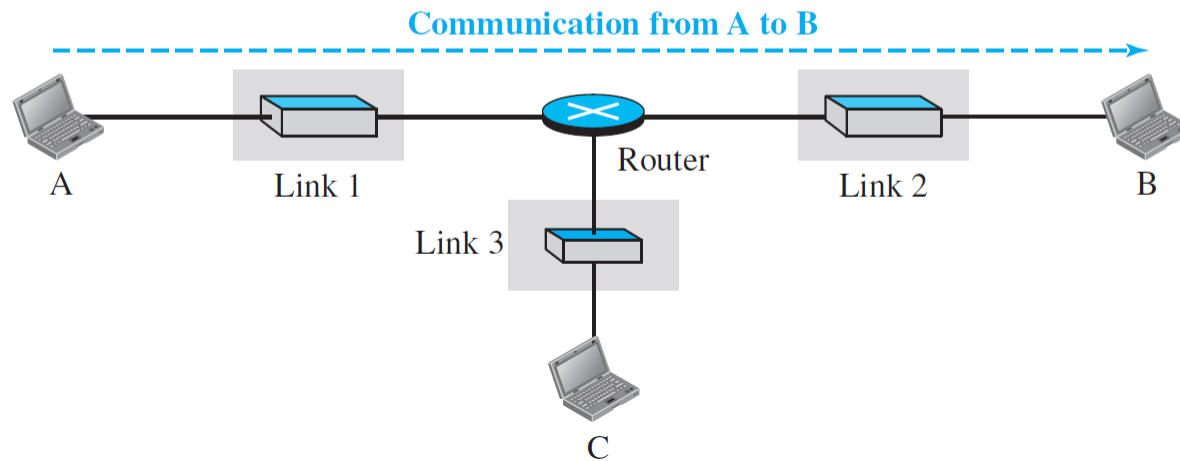 Communication from A to B
Router
A
Link 1
Link 2
B
Link 3
C